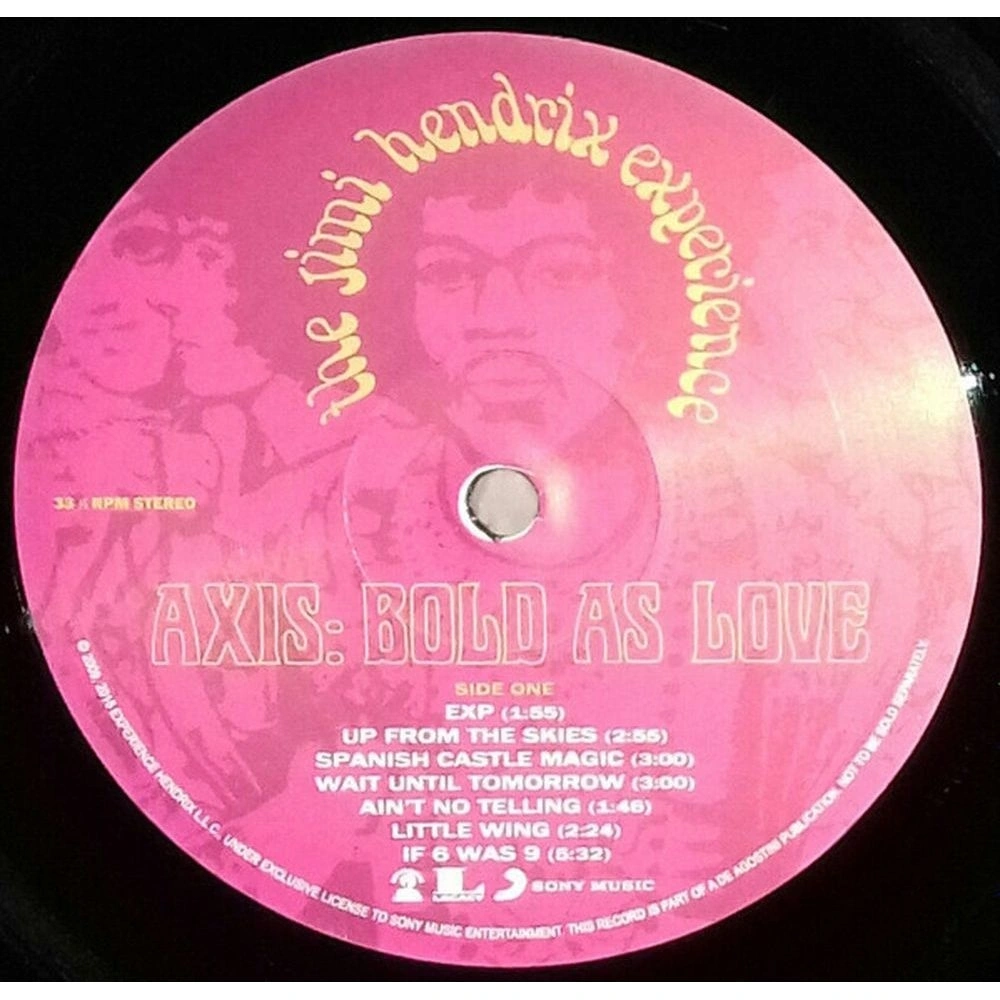 the jimi hendrix experience
33 ⅓ RPM STEREO
AXIS: BOLD AS LOVE
SIDE ONE
EXP (1:55)
UP FROM THE SKIES (2:55)
SPANISH CASTLE MAGIC (3:00)
WAIT UNTIL TOMORROW (3:00)
AIN'T NO TELLING (1:46)
LITTLE WING (2:24)
IF 6 WAS 9 (5:32)
L LEGACY SONY MUSIC
© 2009, EXPERIENCE HENDRIX L.L.C., UNDER EXCLUSIVE LICENSE TO SONY MUSIC ENTERTAINMENT THIS RECORD IS PART OF A DE AGOSTINI PUBLICATION. NOT TO BE SOLD SEPARATELY.